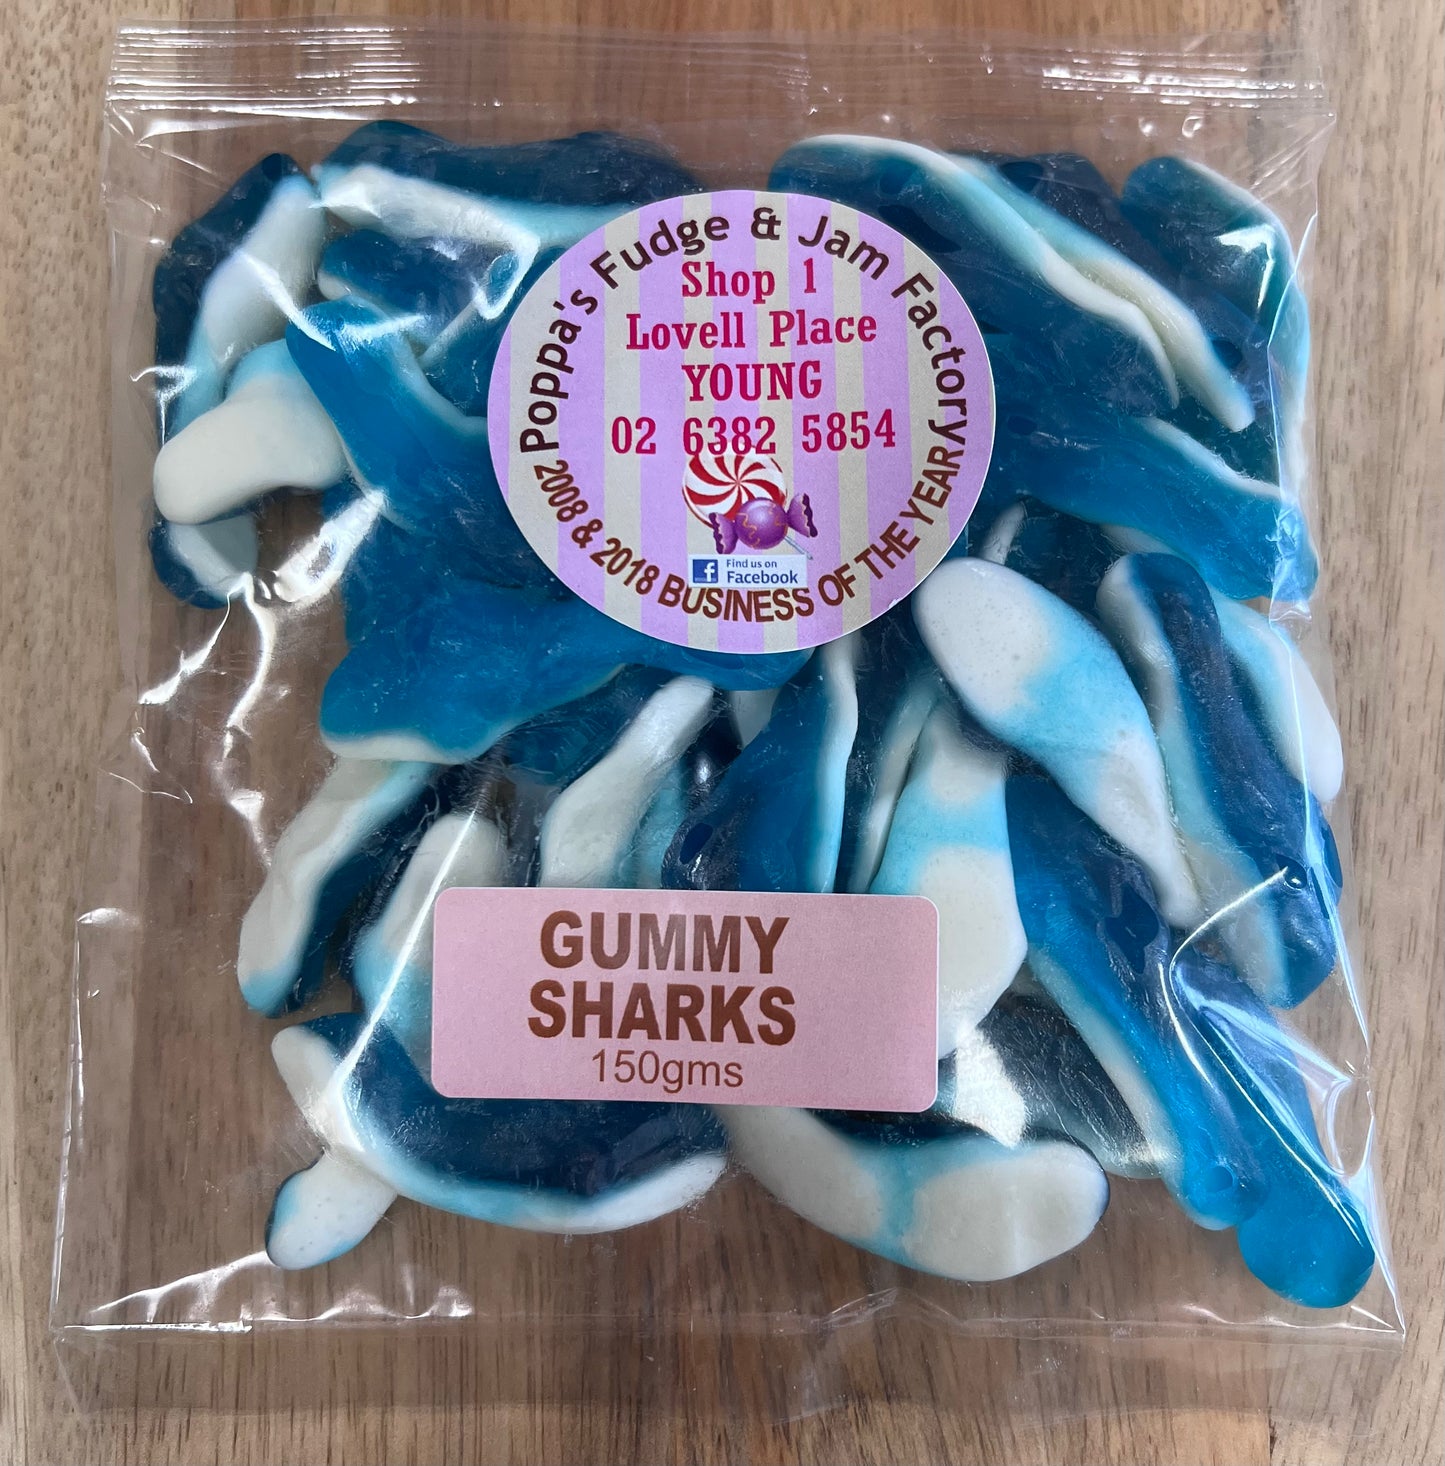 Poppa's Fudge & Jam Factory
Shop 1
Lovell Place
YOUNG
02 6382 5854
Find us on
Facebook
2008 & 2018 BUSINESS OF THE YEAR
GUMMY
SHARKS
150gms